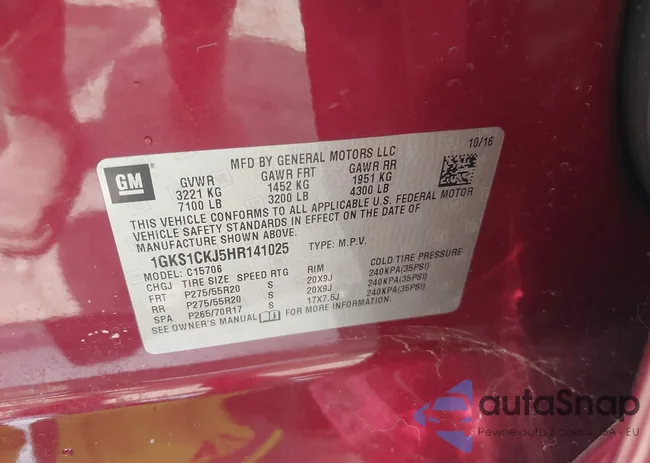 GM
MFD BY GENERAL MOTORS LLC
10/16
GVWR GAWR FRT GAWR RR
3221 KG 1452 KG 1951 KG
7100 LB 3200 LB 4300 LB
THIS VEHICLE CONFORMS TO ALL APPLICABLE U.S. FEDERAL MOTOR
VEHICLE SAFETY STANDARDS IN EFFECT ON THE DATE OF
MANUFACTURE SHOWN ABOVE.
1GKS1CKJ5HR141025 TYPE: M.P.V.
MODEL: C15706
CHGJ TIRE SIZE SPEED RTG RIM COLD TIRE PRESSURE
FRT P275/55R20 S 20X9J 240KPA(35PSI)
RR P275/55R20 S 20X9J 240KPA(35PSI)
SPA P265/70R17 S 17X7.5J 240KPA(35PSI)
SEE OWNER'S MANUAL FOR MORE INFORMATION.
autoSnap
Pewne auta z
- EU